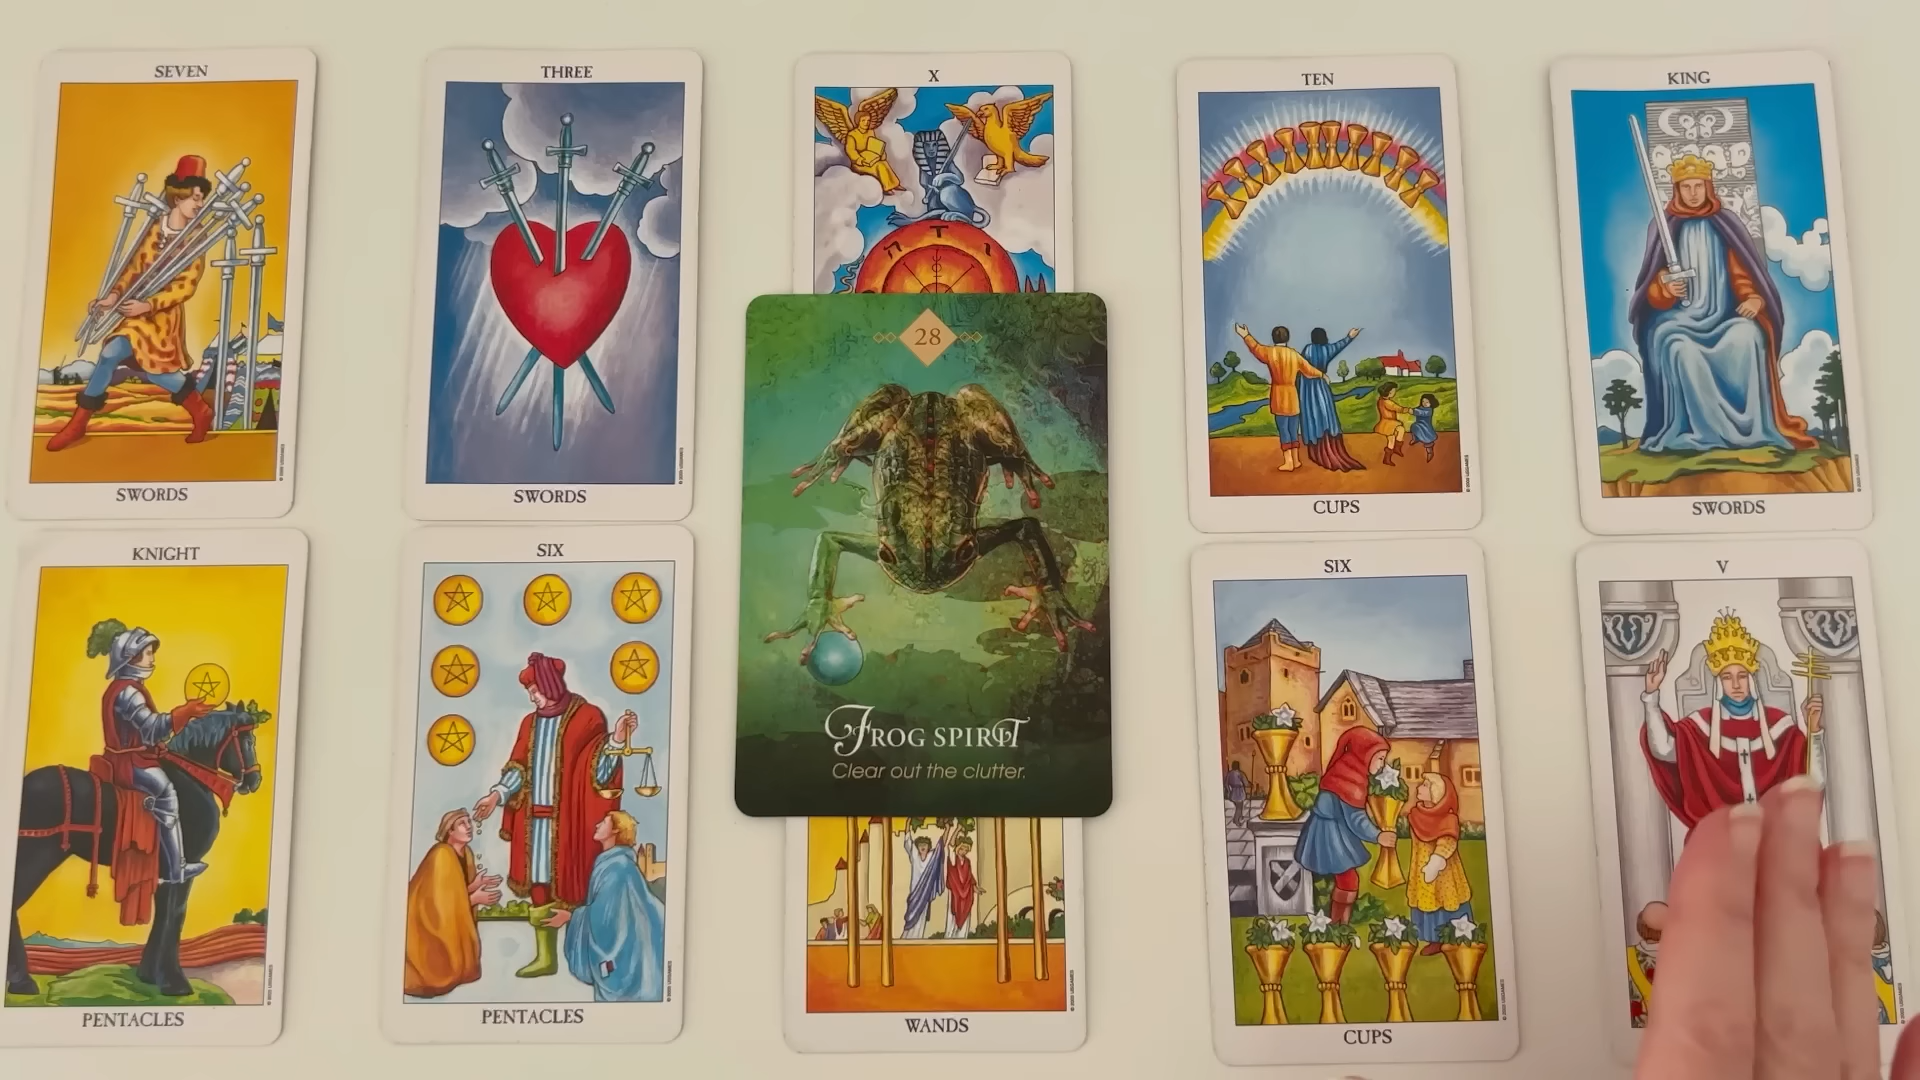 SEVEN
SWORDS
THREE
SWORDS
X
TEN
CUPS
KING
SWORDS
28
FROG SPIRIT
Clear out the clutter.
KNIGHT
PENTACLES
SIX
PENTACLES
WANDS
SIX
CUPS
V